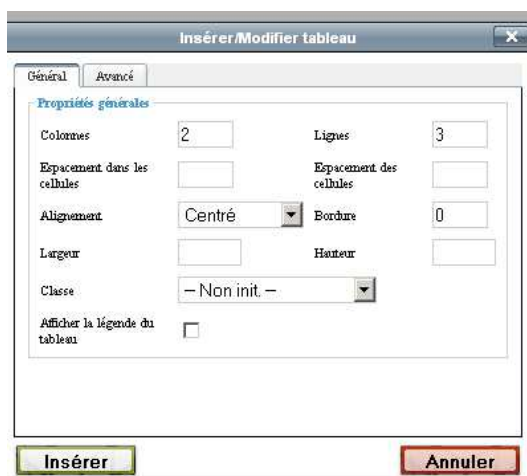 Insérer/Modifier tableau
Général Avancé
Propriétés générales
Colonnes 2 Lignes 3
Espacement dans les Espacement des
cellules cellules
Alignement Centré Bordure 0
Largeur Hauteur
Classe -- Non init. --
Afficher la légende du
tableau
Insérer Annuler